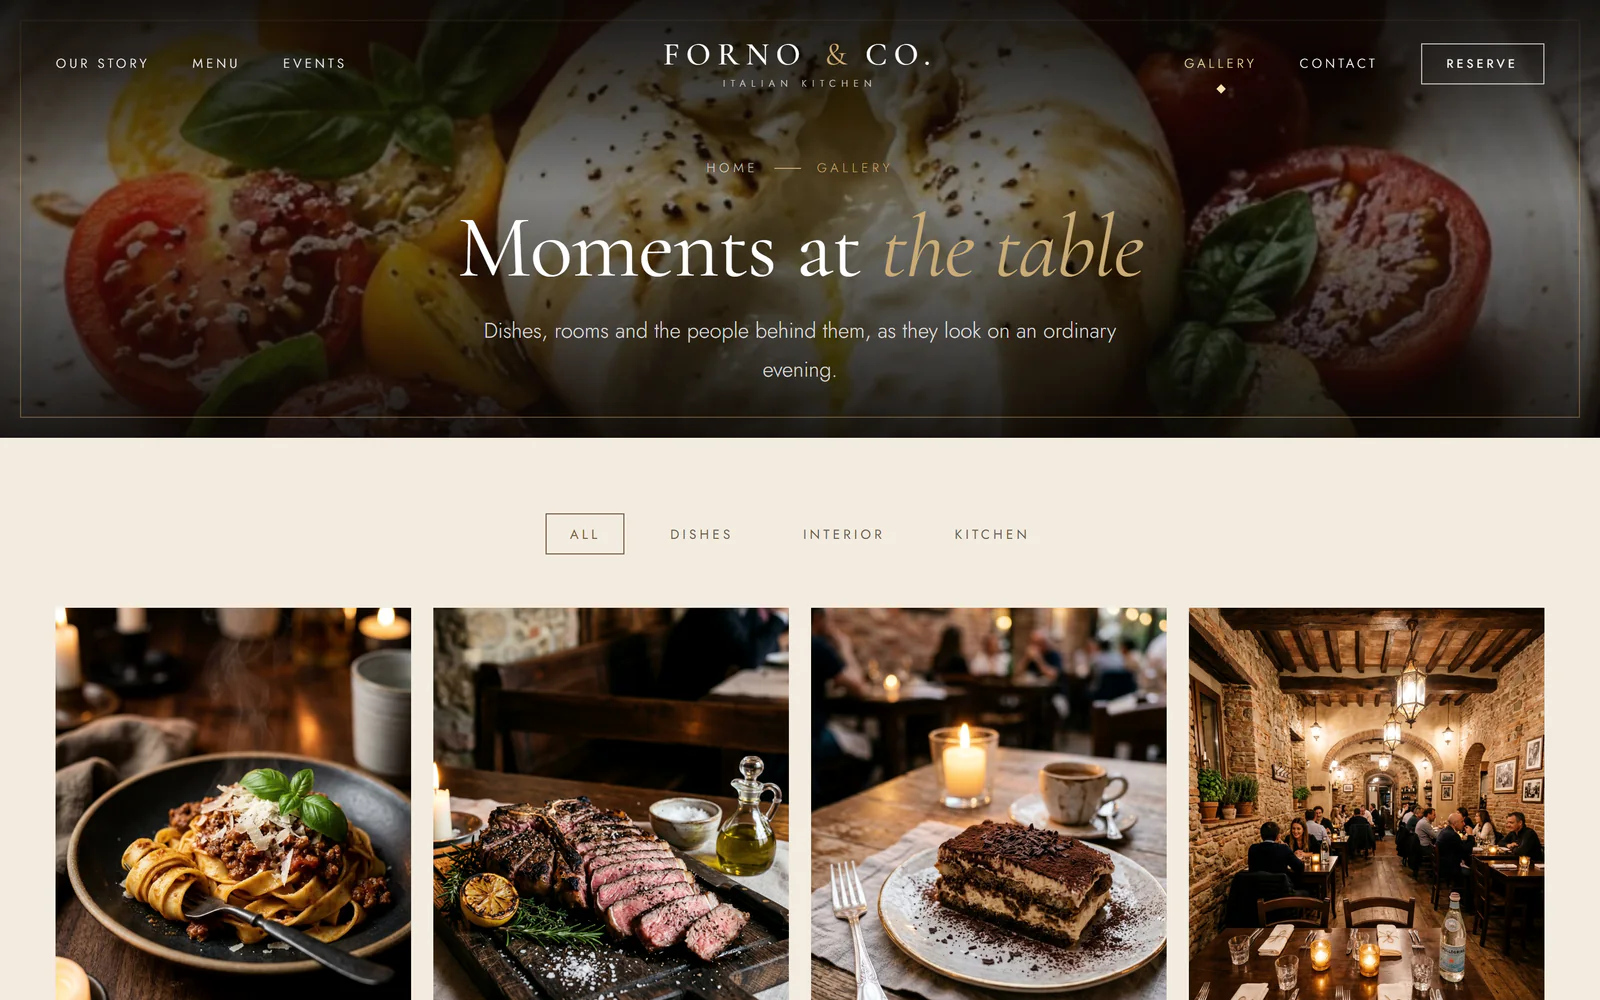 OUR STORY
MENU
EVENTS
FORNO & CO.
ITALIAN KITCHEN
GALLERY
CONTACT
RESERVE
HOME — GALLERY
Moments at the table
Dishes, rooms and the people behind them, as they look on an ordinary
evening.
ALL
DISHES
INTERIOR
KITCHEN